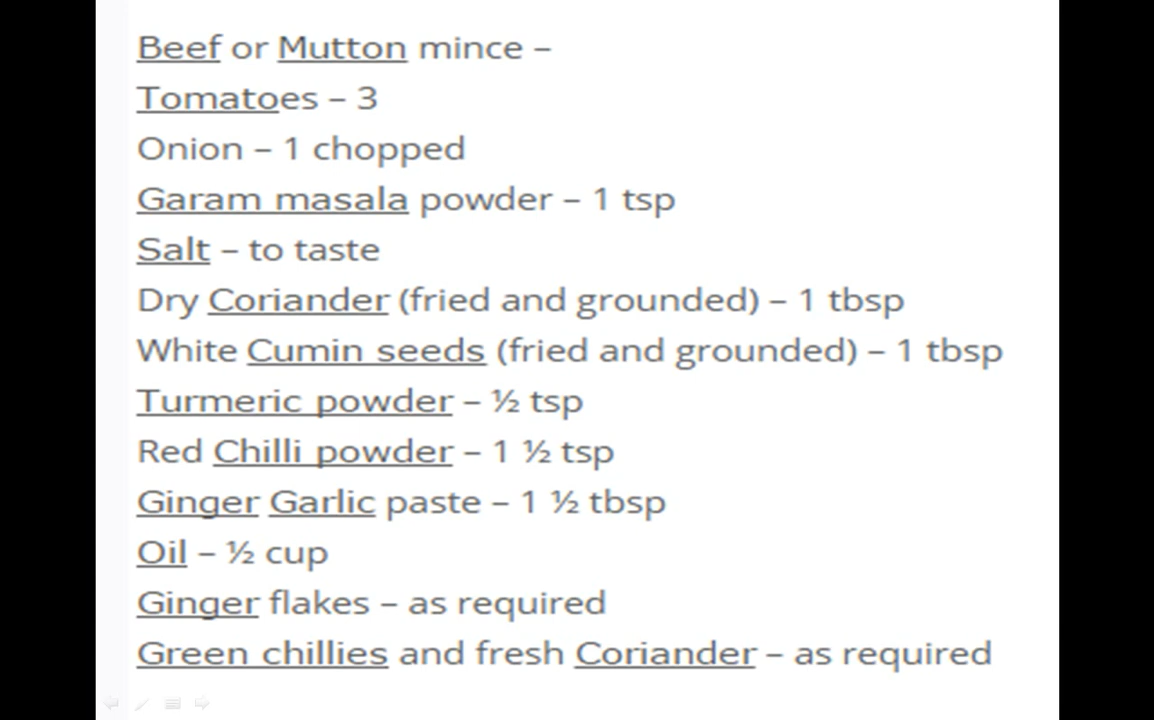 Beef or Mutton mince –
Tomatoes – 3
Onion – 1 chopped
Garam masala powder – 1 tsp
Salt – to taste
Dry Coriander (fried and grounded) – 1 tbsp
White Cumin seeds (fried and grounded) – 1 tbsp
Turmeric powder – ½ tsp
Red Chilli powder – 1 ½ tsp
Ginger Garlic paste – 1 ½ tbsp
Oil – ½ cup
Ginger flakes – as required
Green chillies and fresh Coriander – as required